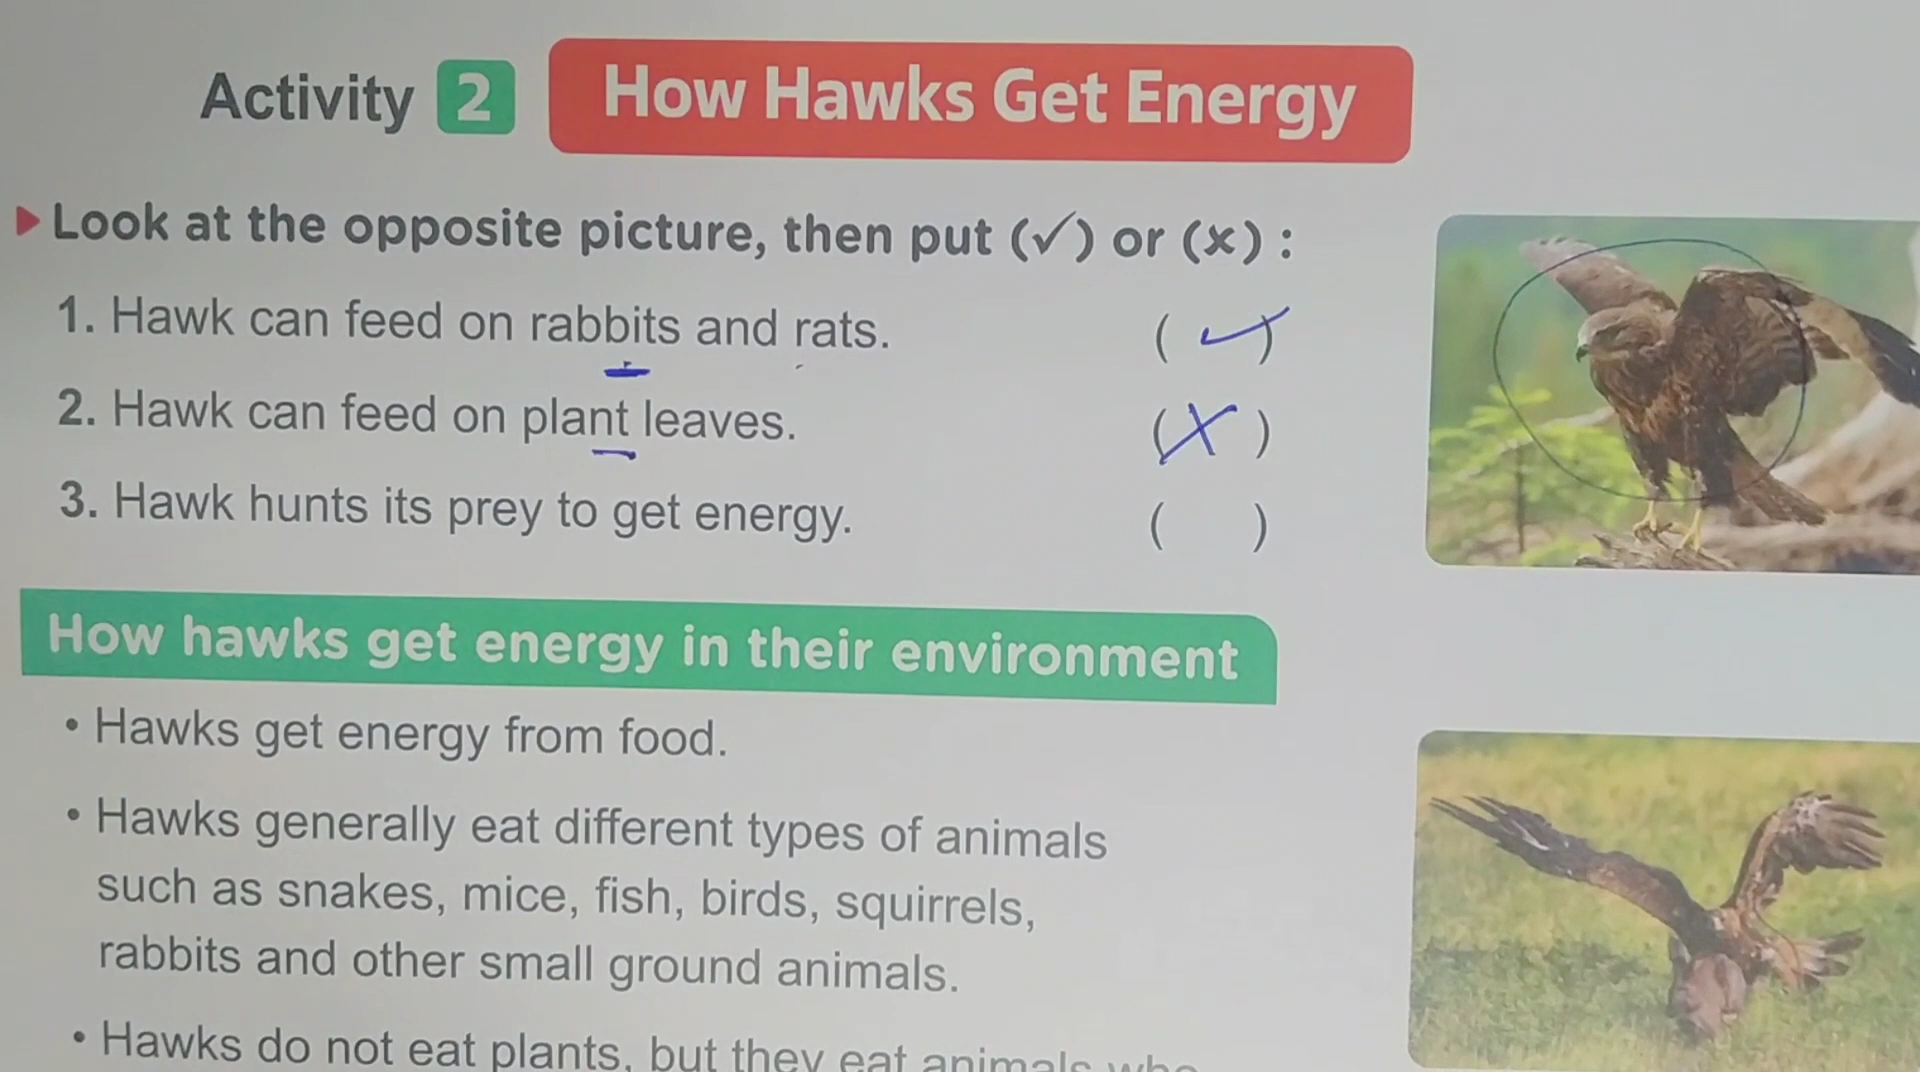 Activity 2 How Hawks Get Energy
Look at the opposite picture, then put (✓) or (x) :
1. Hawk can feed on rabbits and rats. (✓)
2. Hawk can feed on plant leaves. (X)
3. Hawk hunts its prey to get energy. ( )
How hawks get energy in their environment
• Hawks get energy from food.
• Hawks generally eat different types of animals
such as snakes, mice, fish, birds, squirrels,
rabbits and other small ground animals.
• Hawks do not eat plants, but they eat animals who